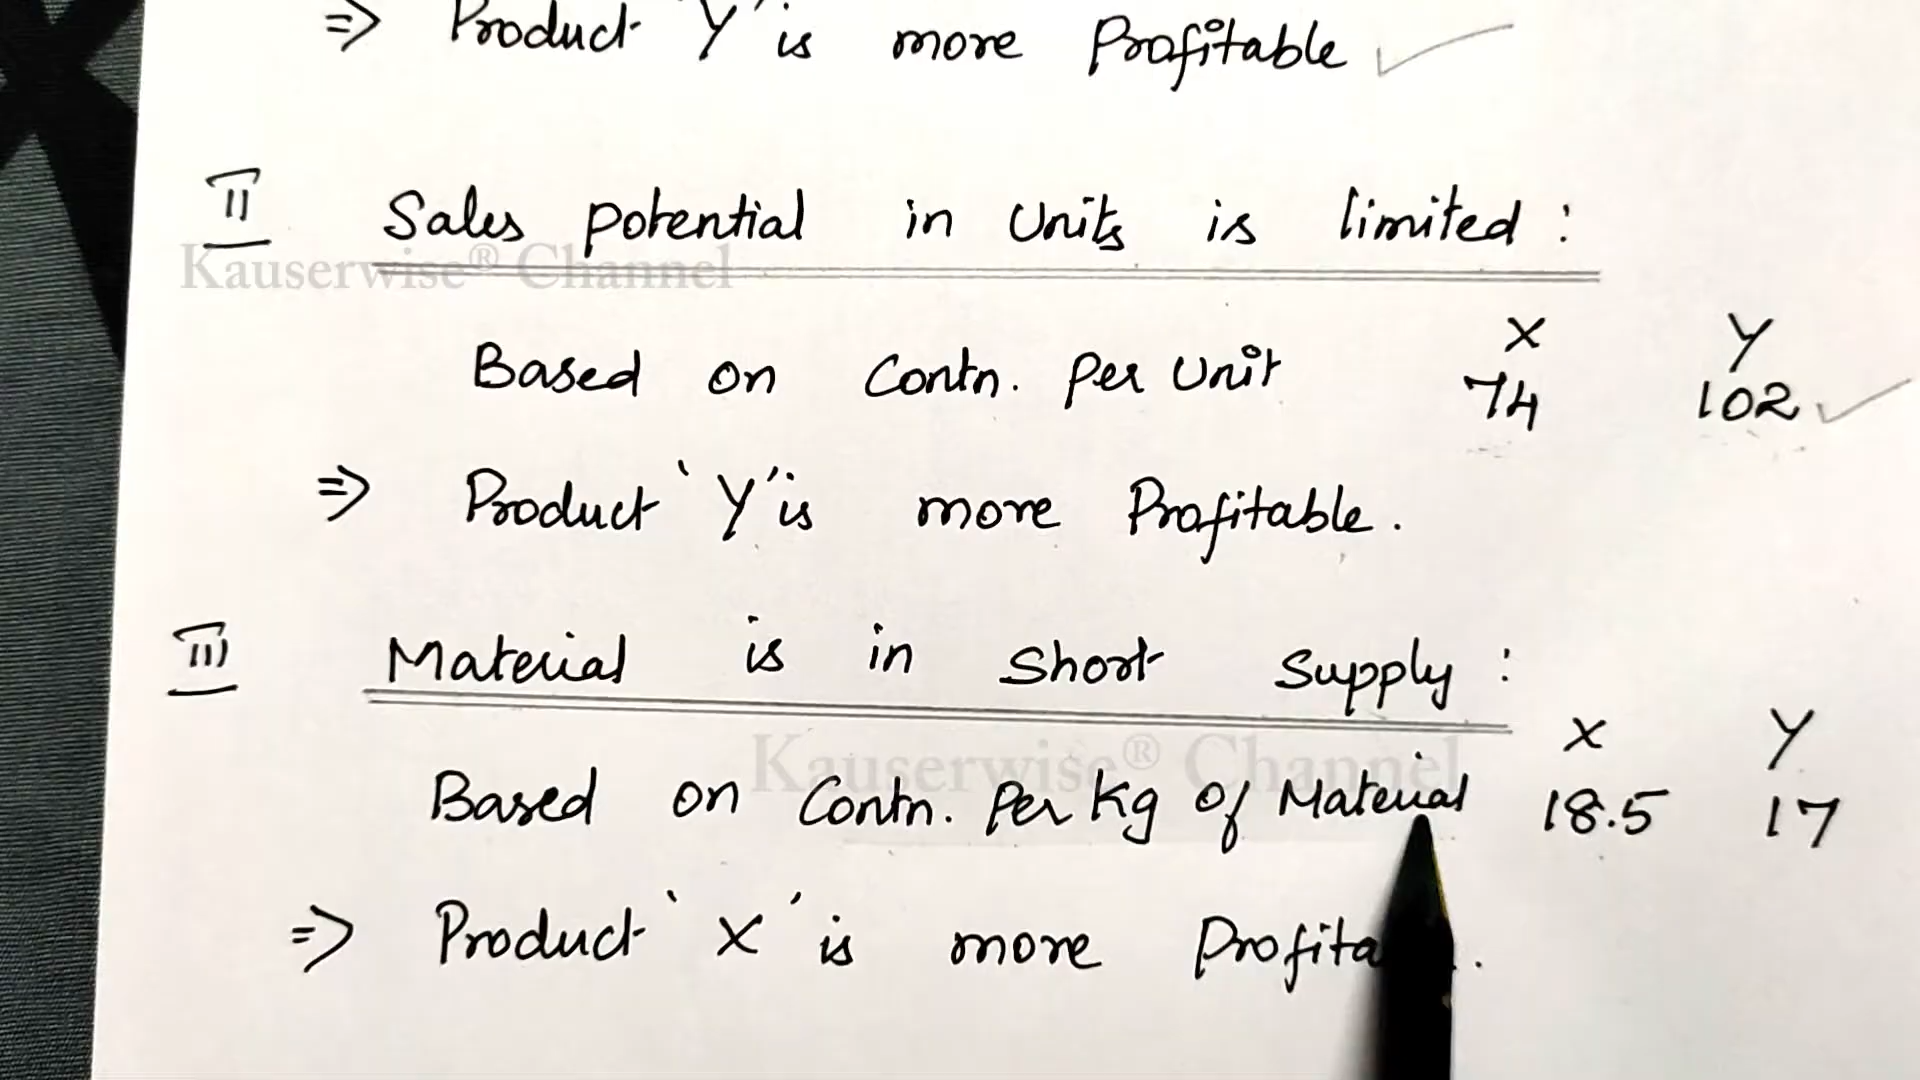 => Product 'Y' is more Profitable ✓
II Sales potential in Units is limited :
Kauserwise® Channel
X Y
Based on Contn. Per Unit 74 102 ✓
=> Product 'Y' is more Profitable.
III Material is in Short Supply :
X Y
Kauserwise® Channel
Based on Contn. Per Kg of Material 18.5 17
=> Product 'X' is more